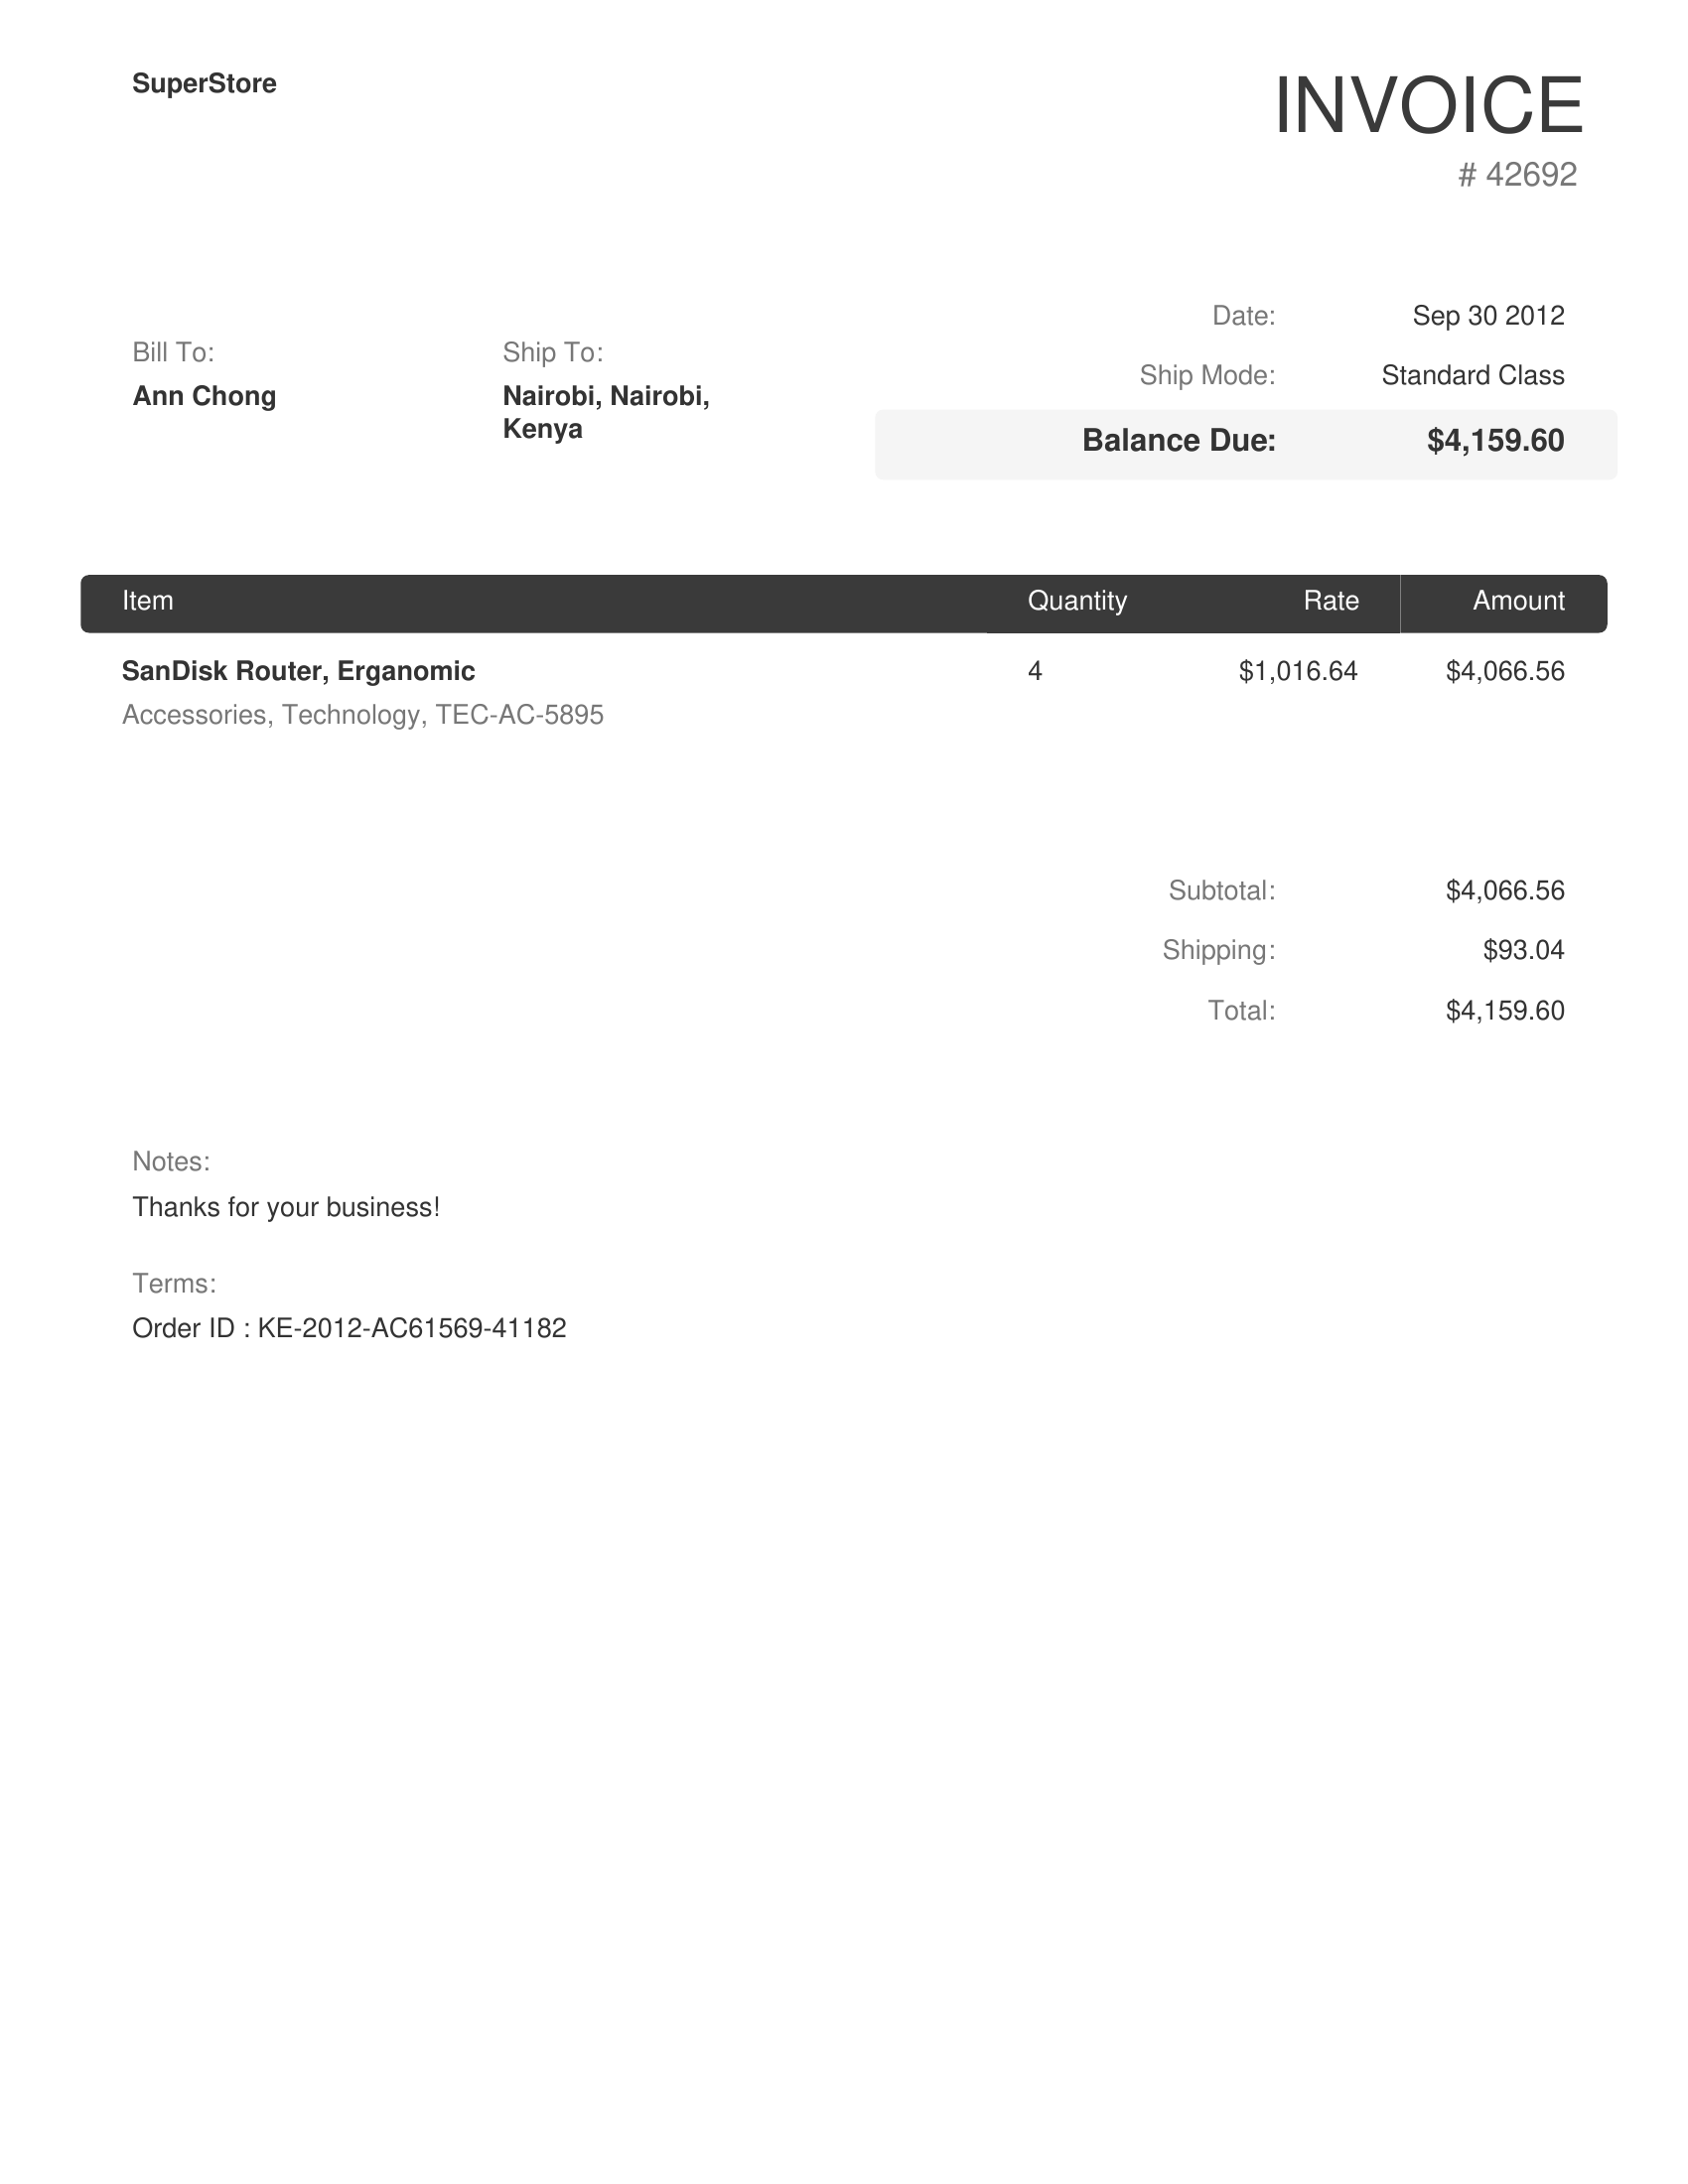 SuperStore
INVOICE
# 42692
Date: Sep 30 2012
Ship Mode: Standard Class
Balance Due: $4,159.60
Bill To:
Ann Chong
Ship To:
Nairobi, Nairobi,
Kenya
Item Quantity Rate Amount
SanDisk Router, Erganomic 4 $1,016.64 $4,066.56
Accessories, Technology, TEC-AC-5895
Subtotal: $4,066.56
Shipping: $93.04
Total: $4,159.60
Notes:
Thanks for your business!
Terms:
Order ID : KE-2012-AC61569-41182